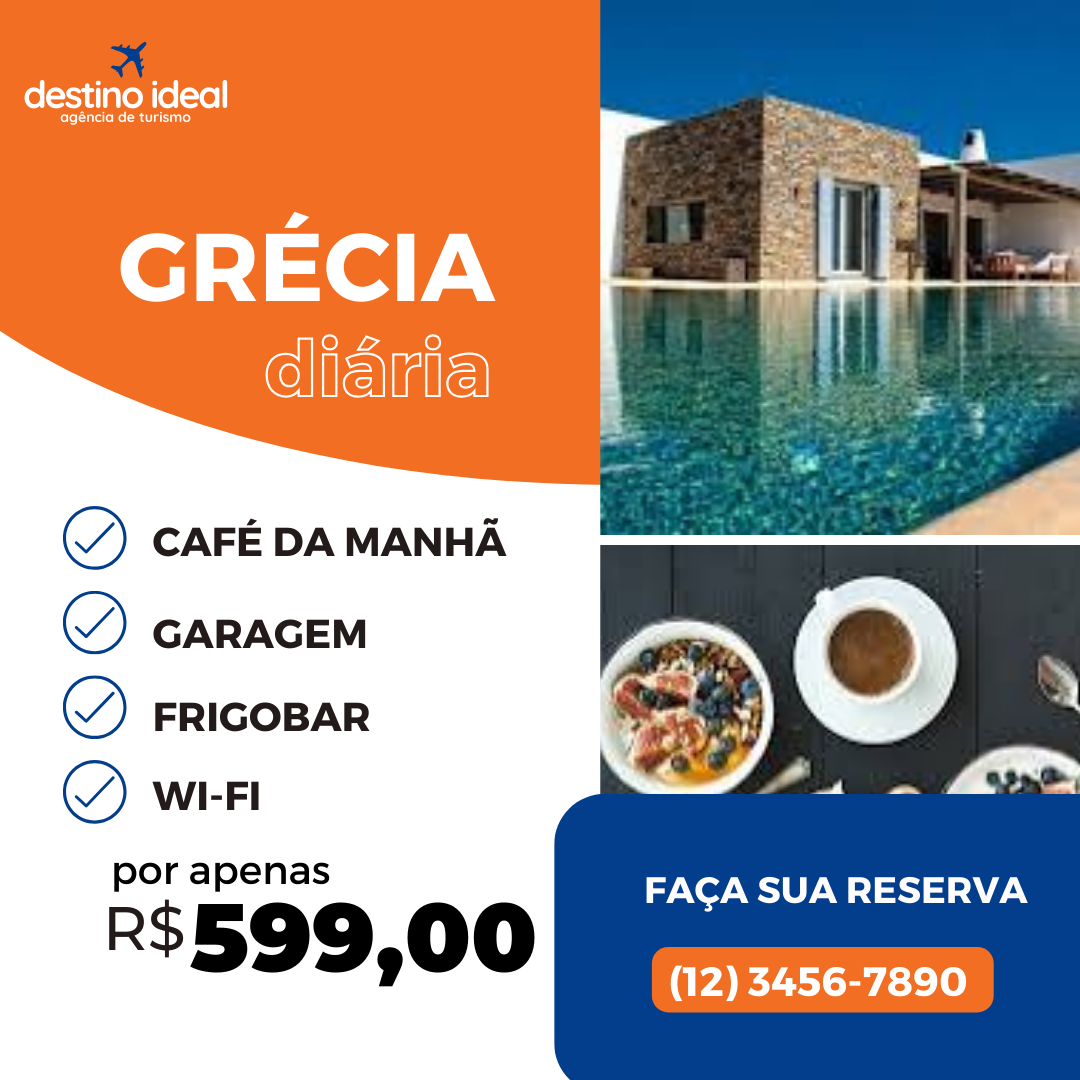 destino ideal
agência de turismo
GRÉCIA
diária
CAFÉ DA MANHÃ
GARAGEM
FRIGOBAR
WI-FI
por apenas
R$ 599,00
FAÇA SUA RESERVA
(12) 3456-7890